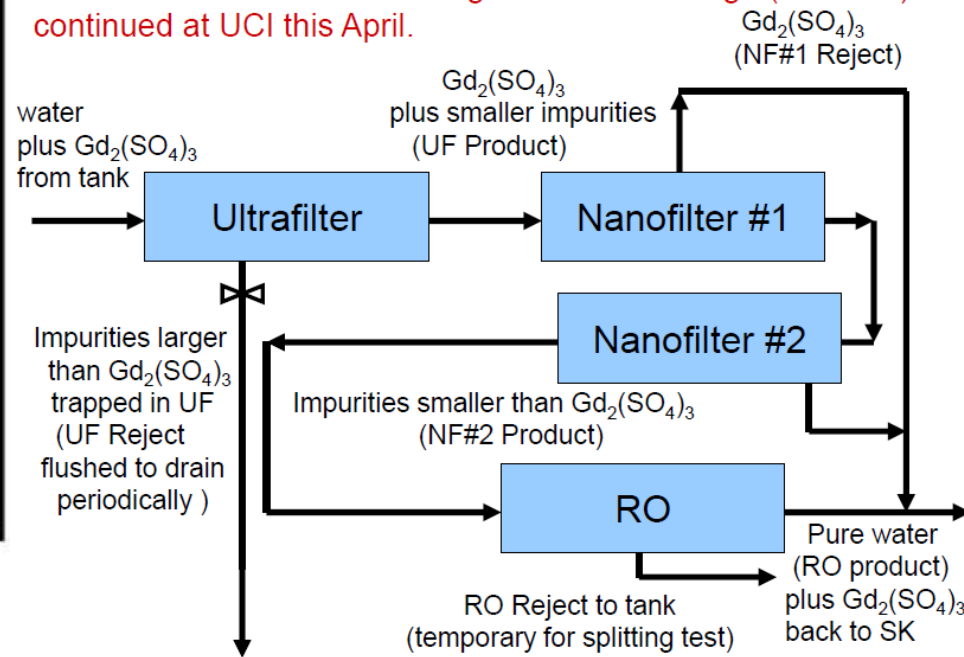 continued at UCI this April.
Gd₂(SO₄)₃
(NF#1 Reject)
Gd₂(SO₄)₃
plus smaller impurities
(UF Product)
water
plus Gd₂(SO₄)₃
from tank
Ultrafilter
Nanofilter #1
Nanofilter #2
Impurities larger
than Gd₂(SO₄)₃
trapped in UF
(UF Reject
flushed to drain
periodically )
Impurities smaller than Gd₂(SO₄)₃
(NF#2 Product)
RO
Pure water
(RO product)
plus Gd₂(SO₄)₃
back to SK
RO Reject to tank
(temporary for splitting test)